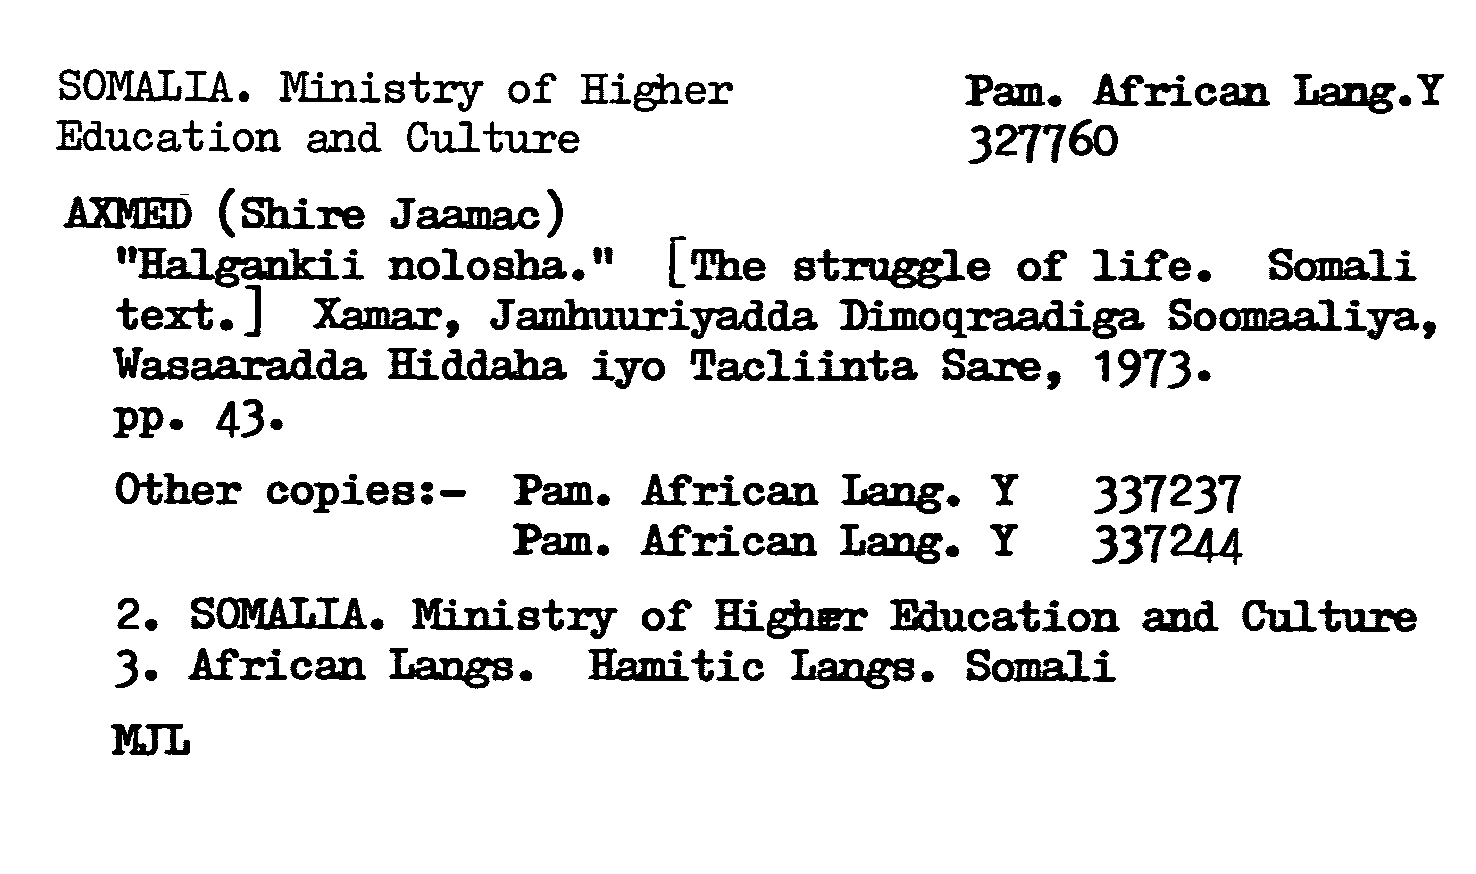 SOMALIA. Ministry of Higher Pam. African Lang.Y
Education and Culture 327760
AXMED (Shire Jaamac)
"Halgankii nolosha." [The struggle of life. Somali
text.] Xamar, Jamhuuriyadda Dimoqraadiga Soomaaliya,
Wasaaradda Hiddaha iyo Tacliinta Sare, 1973.
pp. 43.
Other copies:- Pam. African Lang. Y 337237
Pam. African Lang. Y 337244
2. SOMALIA. Ministry of Higher Education and Culture
3. African Langs. Hamitic Langs. Somali
MJL